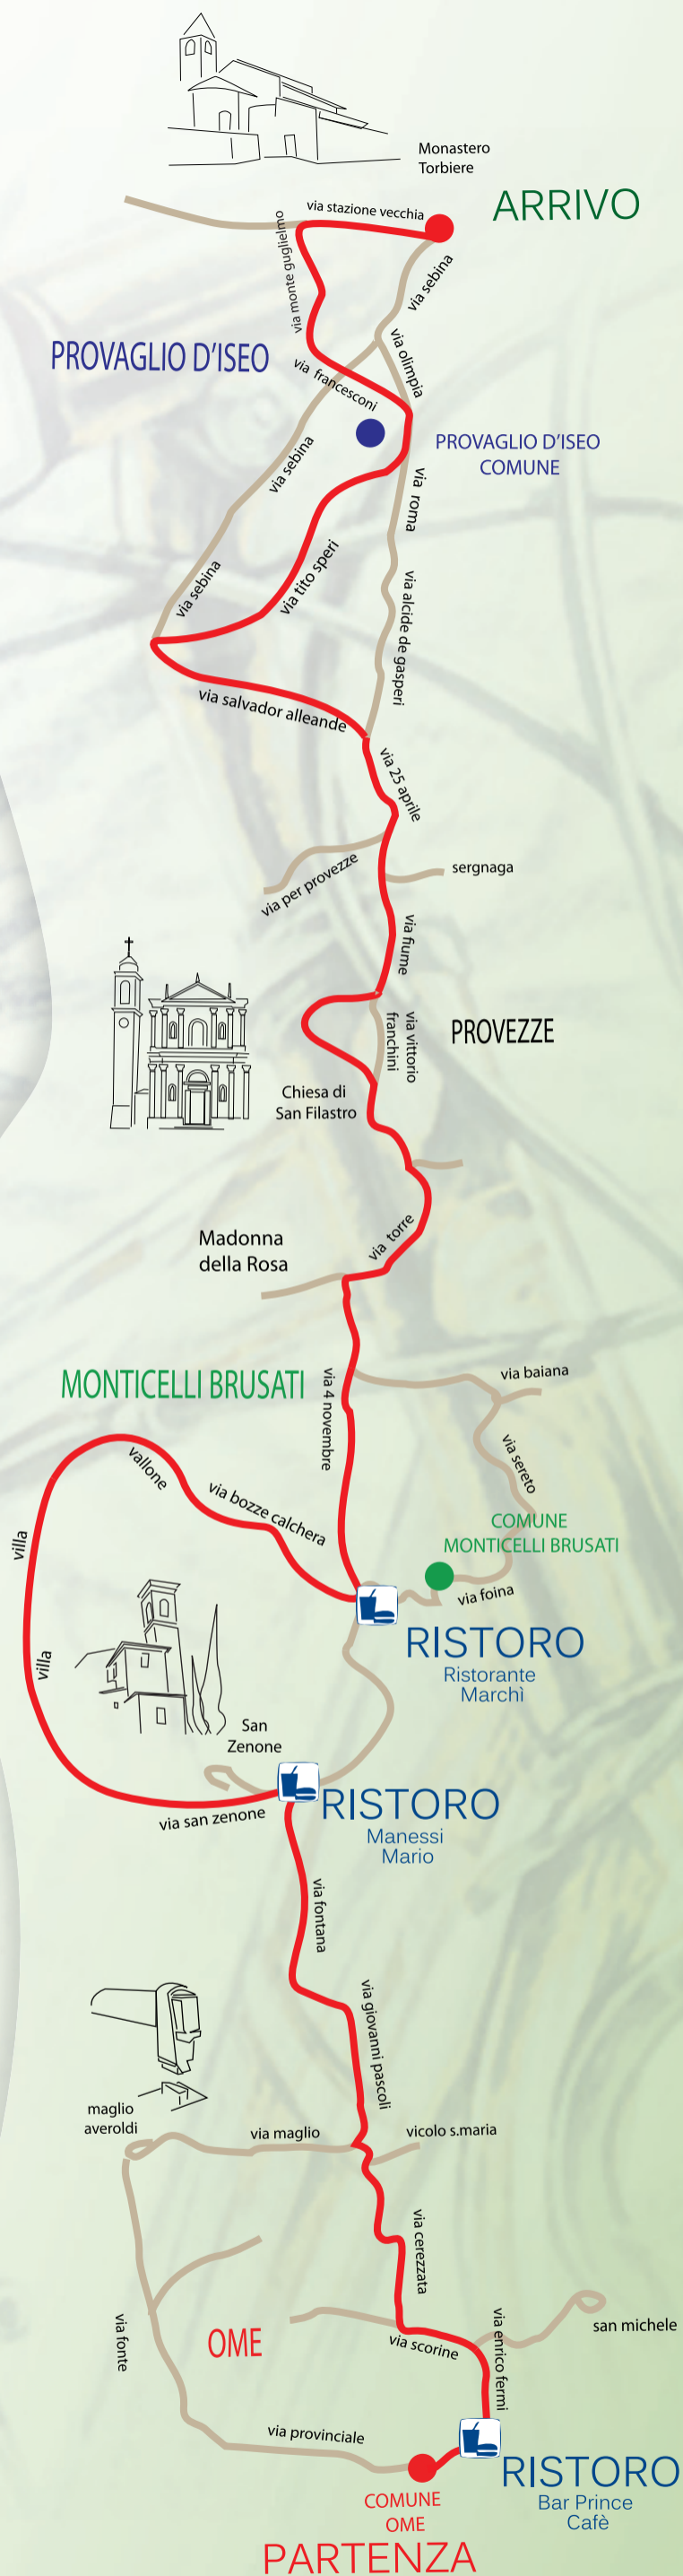 Monastero
Torbiere
ARRIVO
via stazione vecchia
via monte guglielmo
via sebina
via olimpia
PROVAGLIO D'ISEO
via francesconi
PROVAGLIO D'ISEO
COMUNE
via sebina
via roma
via tito speri
via sebina
via alcide de gasperi
via salvador alleande
via 25 aprile
via per provezze
sergnaga
via fiume
via vittorio
franchini
PROVEZZE
Chiesa di
San Filastro
via torre
Madonna
della Rosa
MONTICELLI BRUSATI
via 4 novembre
via baiana
via sereto
vallone
via bozze calchera
villa
COMUNE
MONTICELLI BRUSATI
via foina
RISTORO
Ristorante
Marchì
villa
San
Zenone
via san zenone
RISTORO
Manessi
Mario
via fontana
via giovanni pascoli
maglio
averoldi
via maglio
vicolo s.maria
via cerezzata
via fonte
OME
via scorine
via enrico fermi
san michele
via provinciale
RISTORO
Bar Prince
Cafè
COMUNE
OME
PARTENZA